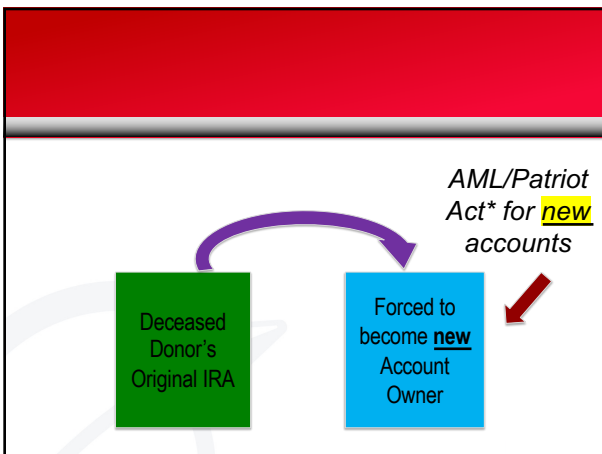 AML/Patriot
Act* for new
accounts
Deceased
Donor’s
Original IRA
Forced to
become new
Account
Owner